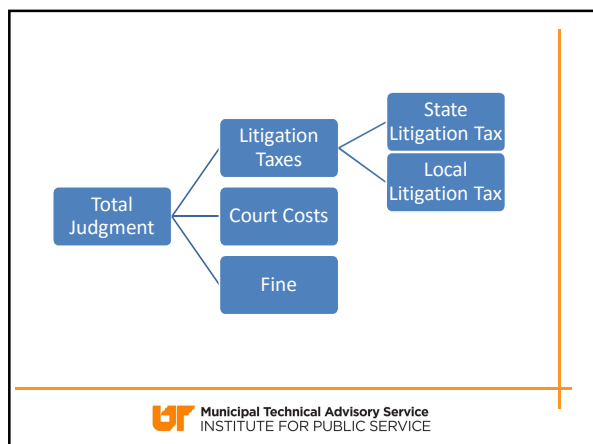 Total
Judgment
Litigation
Taxes
Court Costs
Fine
State
Litigation Tax
Local
Litigation Tax
UT Municipal Technical Advisory Service
INSTITUTE FOR PUBLIC SERVICE